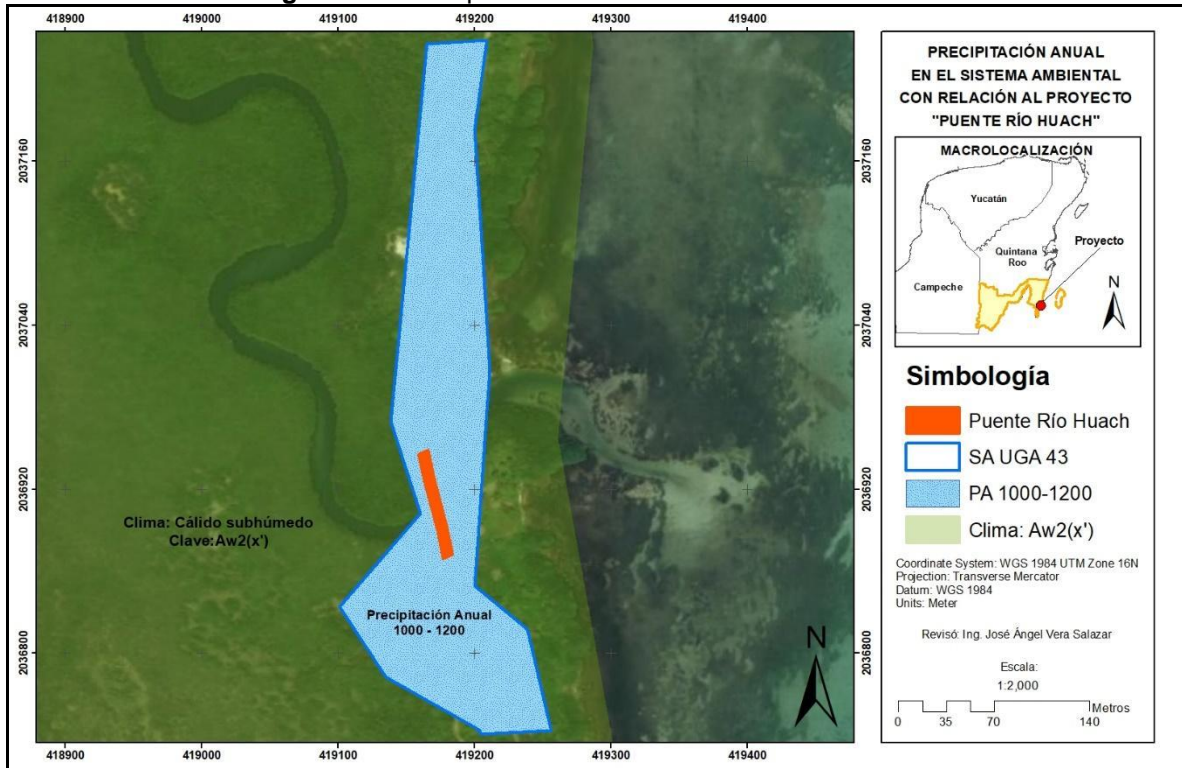 418900 419000 419100 419200 419300 419400
2037160
2037040
2036920
2036800
Clima: Cálido subhúmedo
Clave:Aw2(x')
Precipitación Anual
1000 - 1200
N
2037160
2037040
2036920
2036800
418900 419000 419100 419200 419300 419400
PRECIPITACIÓN ANUAL
EN EL SISTEMA AMBIENTAL
CON RELACIÓN AL PROYECTO
"PUENTE RÍO HUACH"
MACROLOCALIZACIÓN
Yucatán
Quintana
Roo
Proyecto
Campeche
N
Simbología
Puente Río Huach
SA UGA 43
PA 1000-1200
Clima: Aw2(x')
Coordinate System: WGS 1984 UTM Zone 16N
Projection: Transverse Mercator
Datum: WGS 1984
Units: Meter
Revisó: Ing. José Ángel Vera Salazar
Escala:
1:2,000
Metros
0 35 70 140